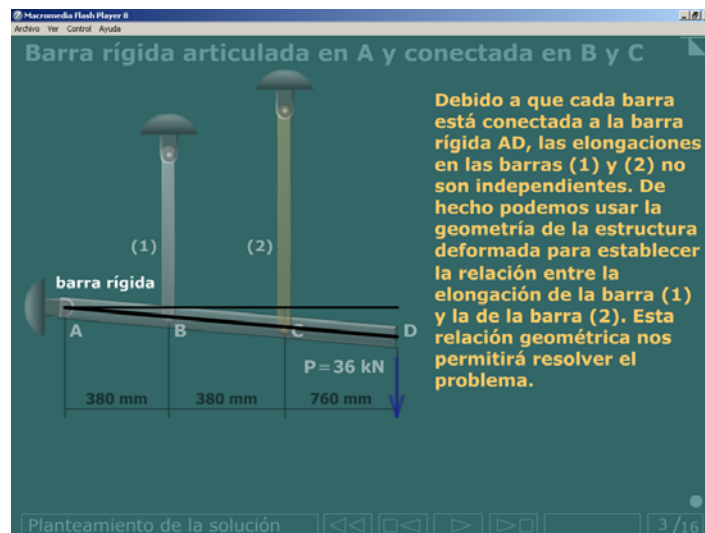 Macromedia Flash Player 8
Archivo Ver Control Ayuda
Barra rígida articulada en A y conectada en B y C
Debido a que cada barra
está conectada a la barra
rígida AD, las elongaciones
en las barras (1) y (2) no
son independientes. De
hecho podemos usar la
geometría de la estructura
deformada para establecer
la relación entre la
elongación de la barra (1)
y la de la barra (2). Esta
relación geométrica nos
permitirá resolver el
problema.
(1) (2)
barra rígida
A B C D
P = 36 kN
380 mm 380 mm 760 mm
Planteamiento de la solución 3 /16